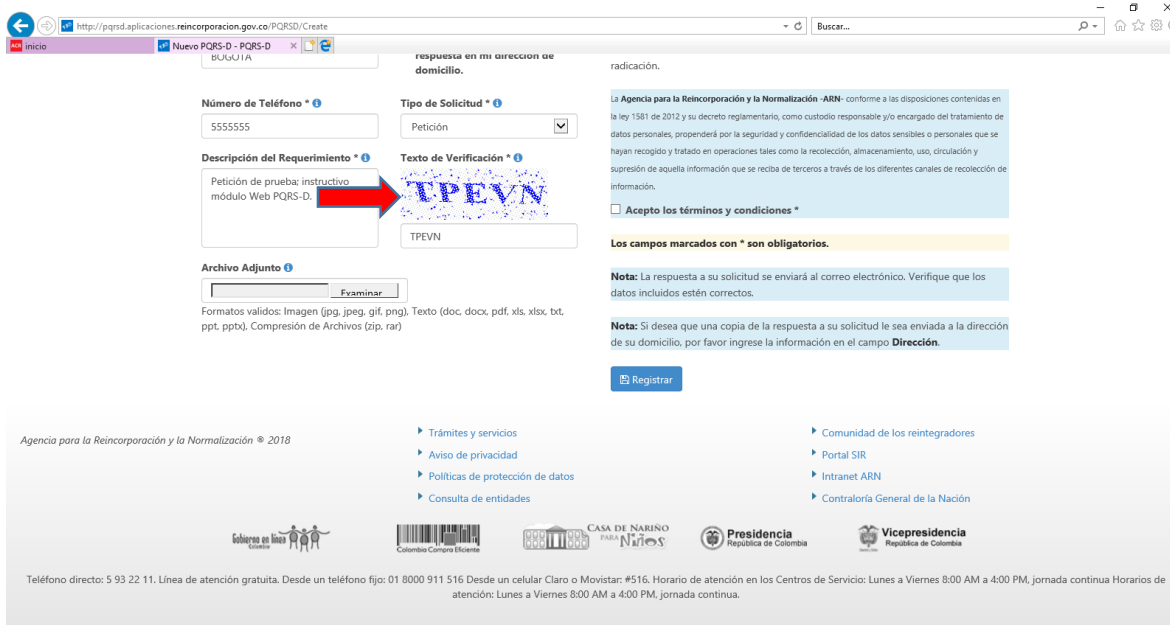 http://pqrsd.aplicaciones.reincorporacion.gov.co/PQRSD/Create
Buscar...
ACR inicio
Nuevo PQRS-D - PQRS-D
BOGOTA
respuesta en mi dirección de
domicilio.
Número de Teléfono *
5555555
Tipo de Solicitud *
Petición
Descripción del Requerimiento *
Petición de prueba; instructivo
módulo Web PQRS-D.
Texto de Verificación *
TPEVN
TPEVN
Archivo Adjunto
Examinar...
Formatos validos: Imagen (jpg, jpeg, gif, png), Texto (doc, docx, pdf, xls, xlsx, txt,
ppt, pptx), Compresión de Archivos (zip, rar)
radicación.
La Agencia para la Reincorporación y la Normalización -ARN- conforme a las disposiciones contenidas en
la ley 1581 de 2012 y su decreto reglamentario, como custodio responsable y/o encargado del tratamiento de
datos personales, propenderá por la seguridad y confidencialidad de los datos sensibles o personales que se
hayan recogido y tratado en operaciones tales como la recolección, almacenamiento, uso, circulación y
supresión de aquella información que se reciba de terceros a través de los diferentes canales de recolección de
información.
Acepto los términos y condiciones *
Los campos marcados con * son obligatorios.
Nota: La respuesta a su solicitud se enviará al correo electrónico. Verifique que los
datos incluidos estén correctos.
Nota: Si desea que una copia de la respuesta a su solicitud le sea enviada a la dirección
de su domicilio, por favor ingrese la información en el campo Dirección.
Registrar
Agencia para la Reincorporación y la Normalización ® 2018
Trámites y servicios
Aviso de privacidad
Políticas de protección de datos
Consulta de entidades
Comunidad de los reintegradores
Portal SIR
Intranet ARN
Contraloría General de la Nación
Gobierno en línea
Colombia
Colombia Compra Eficiente
CASA DE NARIÑO
PARA Niños
Presidencia
República de Colombia
Vicepresidencia
República de Colombia
Teléfono directo: 5 93 22 11. Línea de atención gratuita. Desde un teléfono fijo: 01 8000 911 516 Desde un celular Claro o Movistar: #516. Horario de atención en los Centros de Servicio: Lunes a Viernes 8:00 AM a 4:00 PM, jornada continua Horarios de
atención: Lunes a Viernes 8:00 AM a 4:00 PM, jornada continua.